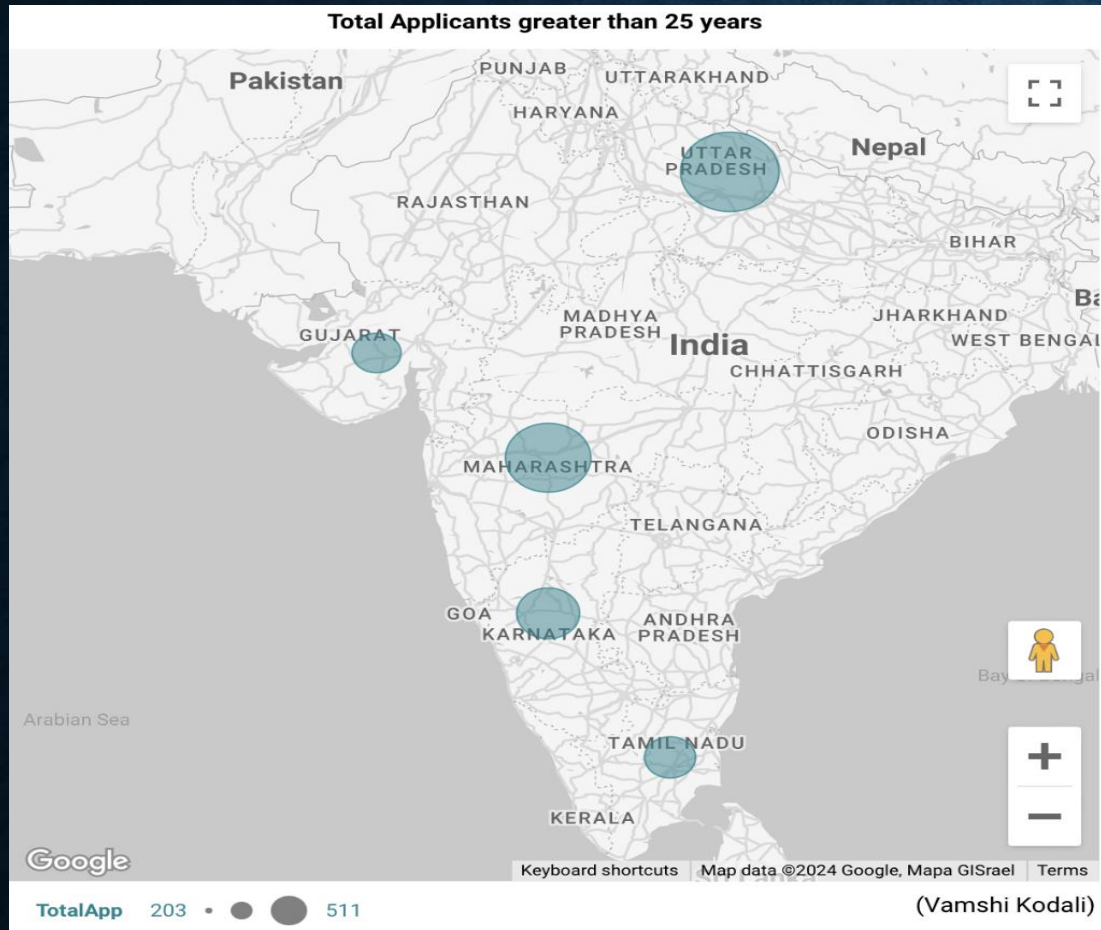 Total Applicants greater than 25 years
Pakistan
PUNJAB
UTTARAKHAND
HARYANA
UTTAR
PRADESH
Nepal
RAJASTHAN
BIHAR
MADHYA
PRADESH
JHARKHAND
GUJARAT
India
WEST BENGAL
CHHATTISGARH
ODISHA
MAHARASHTRA
TELANGANA
GOA
KARNATAKA
ANDHRA
PRADESH
Arabian Sea
TAMIL NADU
KERALA
Google
Keyboard shortcuts Map data ©2024 Google, Mapa GISrael Terms
TotalApp 203 511
(Vamshi Kodali)